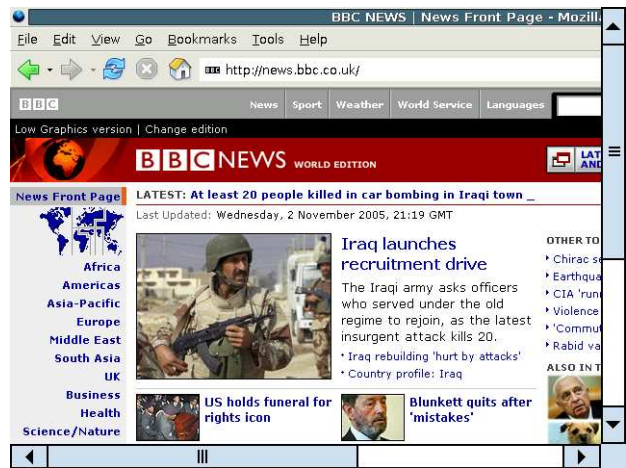 BBC NEWS | News Front Page - Mozill
File Edit View Go Bookmarks Tools Help
http://news.bbc.co.uk/
BBC News Sport Weather World Service Languages
Low Graphics version | Change edition
BBC NEWS WORLD EDITION
LAT
AND
News Front Page
LATEST: At least 20 people killed in car bombing in Iraqi town _
Last Updated: Wednesday, 2 November 2005, 21:19 GMT
Africa
Americas
Asia-Pacific
Europe
Middle East
South Asia
UK
Business
Health
Science/Nature
Iraq launches
recruitment drive
The Iraqi army asks officers
who served under the old
regime to rejoin, as the latest
insurgent attack kills 20.
Iraq rebuilding 'hurt by attacks'
Country profile: Iraq
US holds funeral for
rights icon
Blunkett quits after
'mistakes'
OTHER TO
Chirac se
Earthqua
CIA 'runn
Violence
'Commut
Rabid va
ALSO IN T